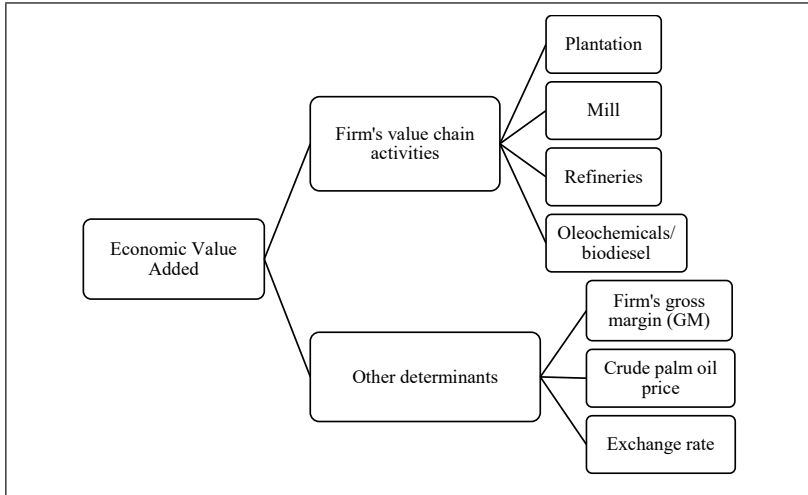 Economic Value
Added
Firm's value chain
activities
Plantation
Mill
Refineries
Oleochemicals/
biodiesel
Other determinants
Firm's gross
margin (GM)
Crude palm oil
price
Exchange rate